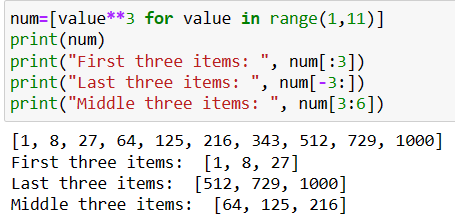 num=[value**3 for value in range(1,11)]
print(num)
print("First three items: ", num[:3])
print("Last three items: ", num[-3:])
print("Middle three items: ", num[3:6])
[1, 8, 27, 64, 125, 216, 343, 512, 729, 1000]
First three items:  [1, 8, 27]
Last three items:  [512, 729, 1000]
Middle three items:  [64, 125, 216]